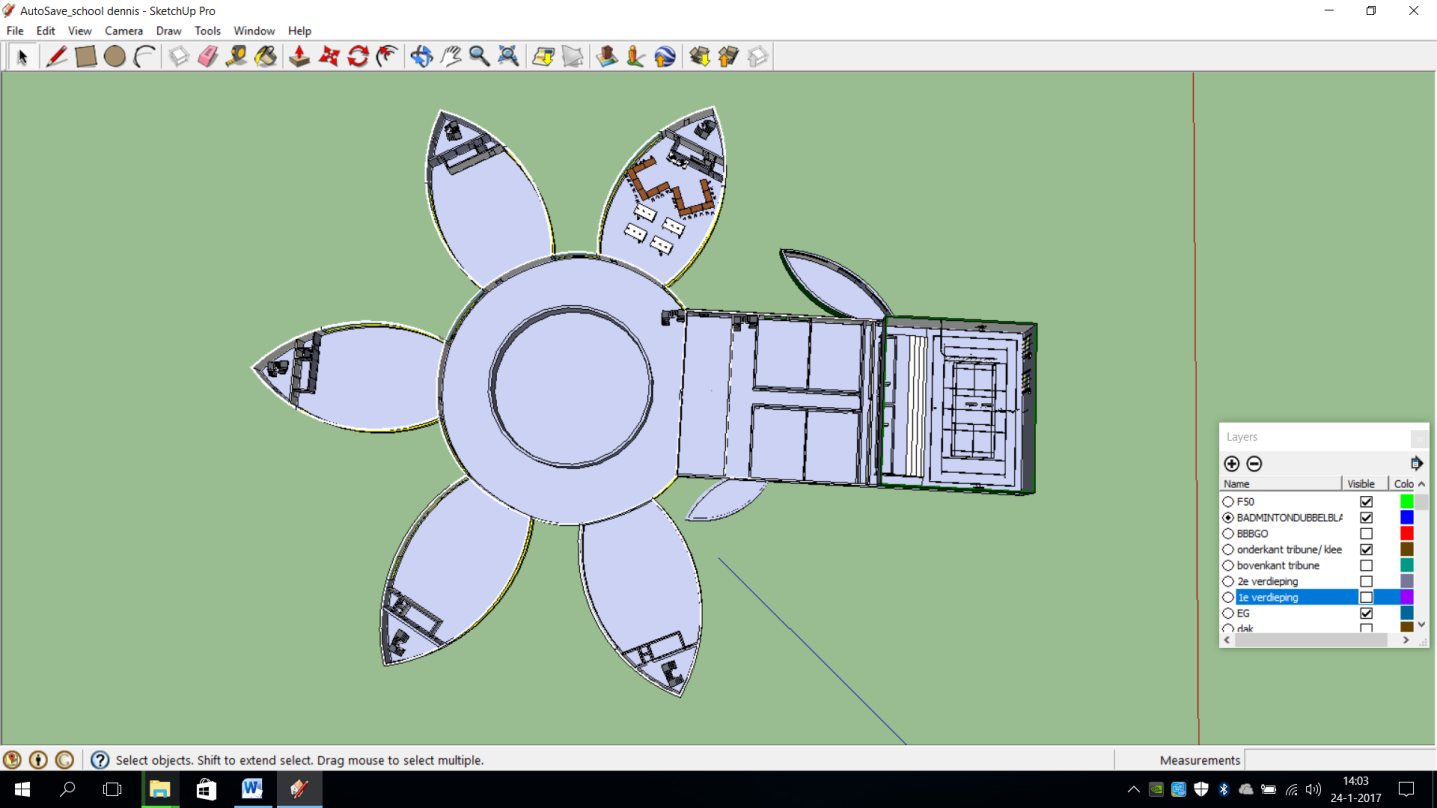 AutoSave_school dennis - SketchUp Pro
File Edit View Camera Draw Tools Window Help
Layers
Name Visible Colo
F50
BADMINTONDUBBELBLA
BBBGO
onderkant tribune/ klee
bovenkant tribune
2e verdieping
1e verdieping
EG
dak
Select objects. Shift to extend select. Drag mouse to select multiple.
Measurements
14:03
24-1-2017